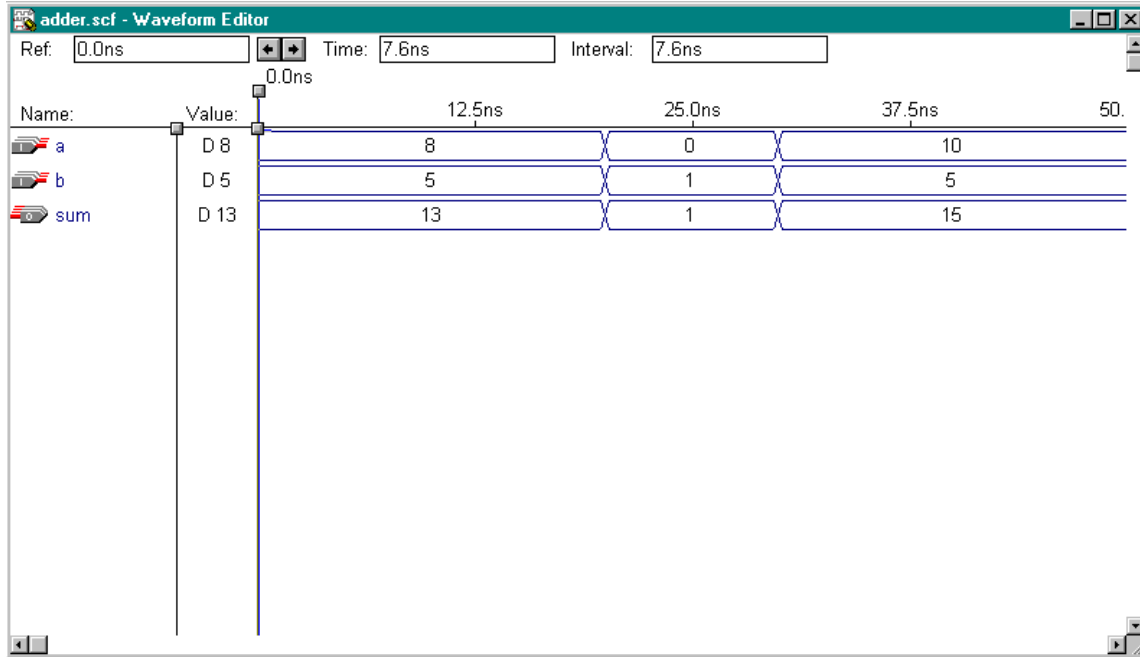 adder.scf - Waveform Editor
Ref: 0.0ns Time: 7.6ns Interval: 7.6ns
0.0ns
Name: Value: 12.5ns 25.0ns 37.5ns 50.
a D 8 8 0 10
b D 5 5 1 5
sum D 13 13 1 15